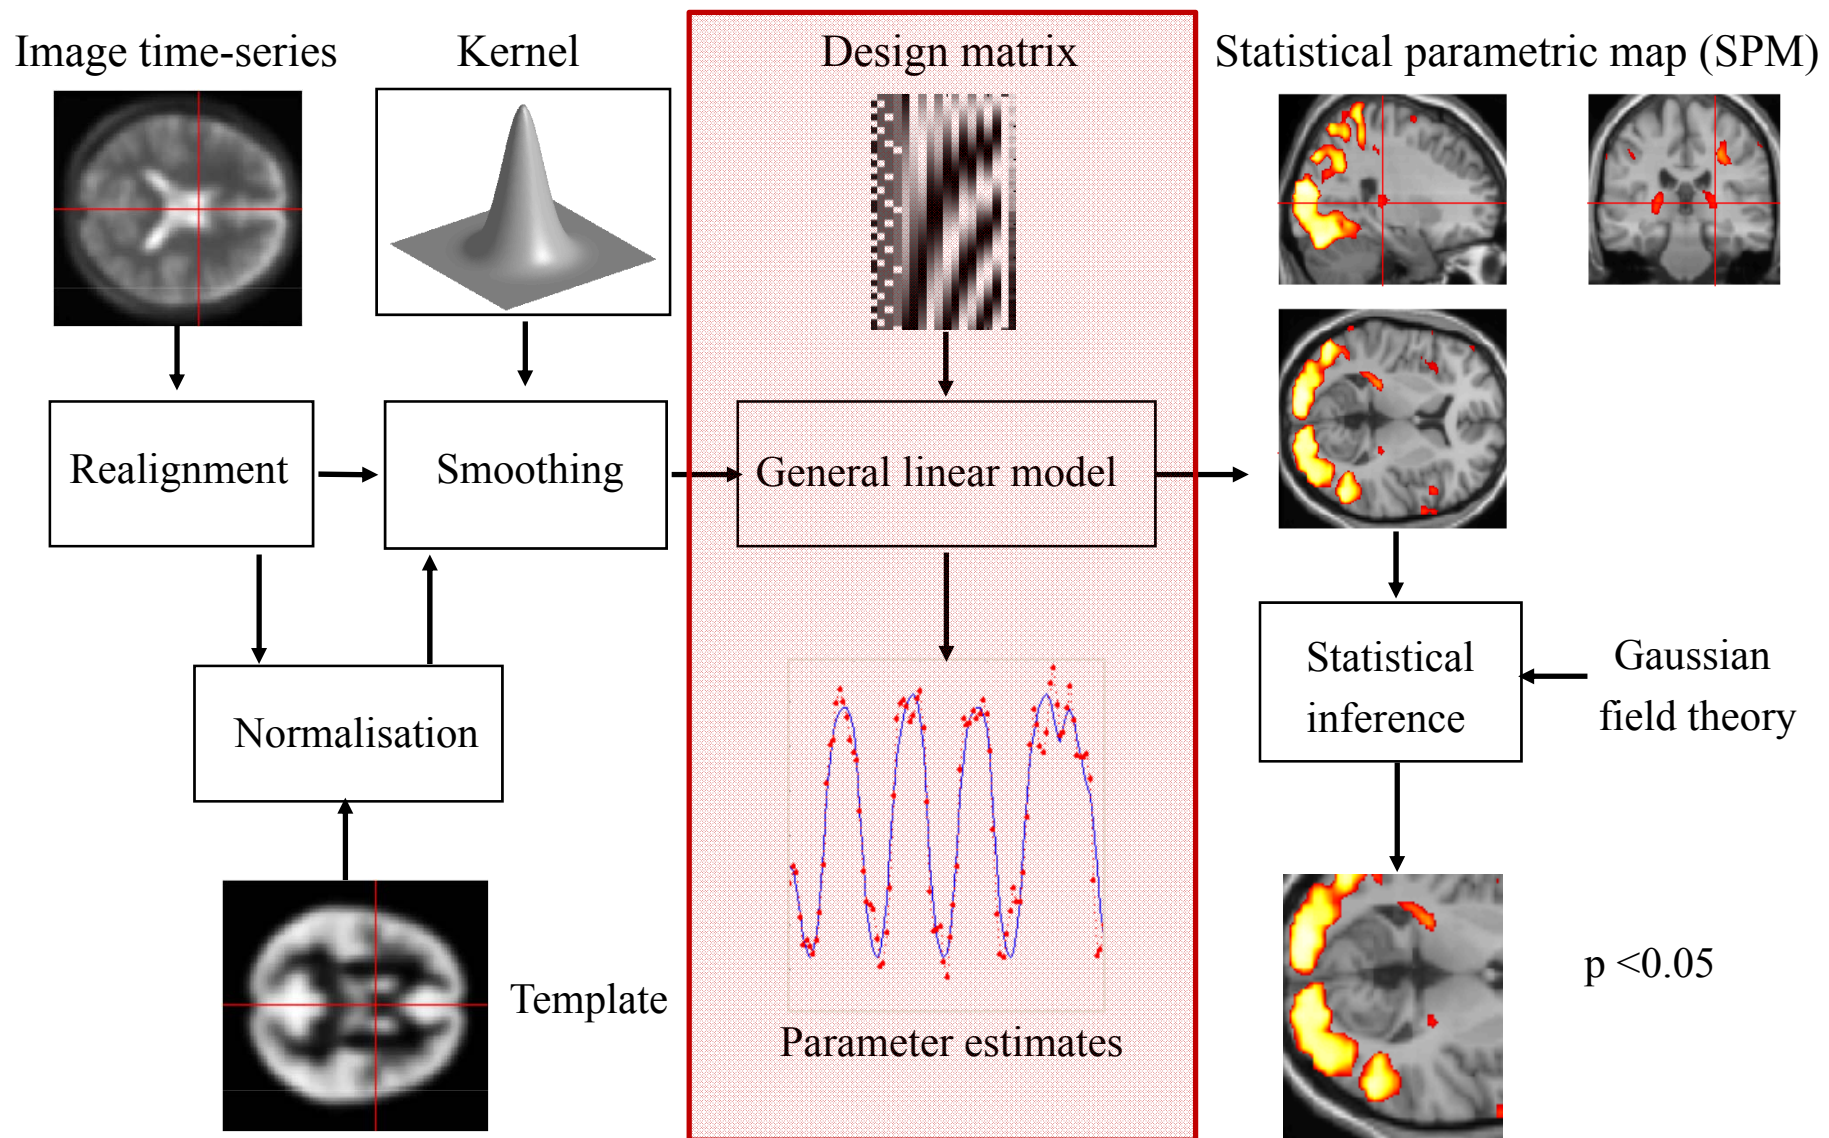 Image time-series
Kernel
Design matrix
Statistical parametric map (SPM)
Realignment
Smoothing
General linear model
Statistical
inference
Gaussian
field theory
Normalisation
Template
Parameter estimates
p <0.05